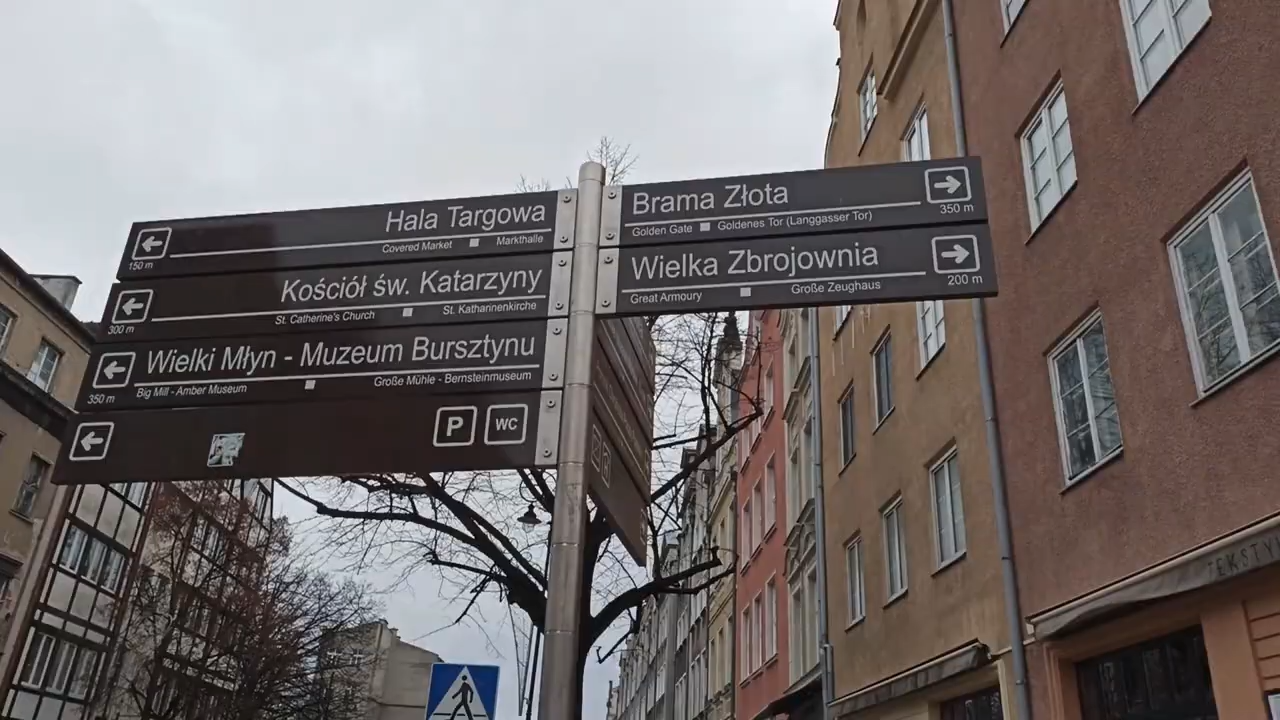 Hala Targowa
Covered Market Markthalle
150 m
Kościół św. Katarzyny
St. Catherine's Church St. Katharinenkirche
300 m
Wielki Młyn - Muzeum Bursztynu
Big Mill - Amber Museum Große Mühle - Bernsteinmuseum
350 m
P WC
Brama Złota
Golden Gate Goldenes Tor (Langgasser Tor)
350 m
Wielka Zbrojownia
Great Armoury Große Zeughaus
200 m